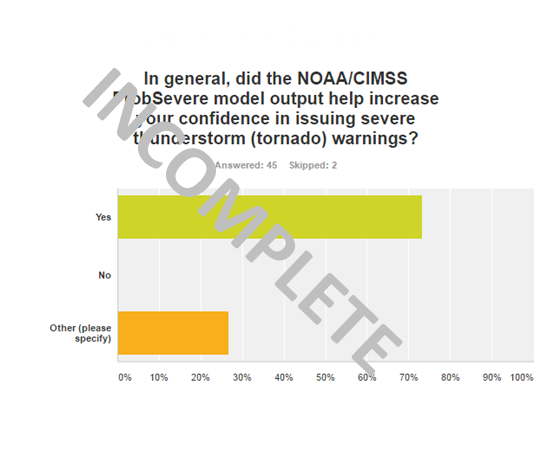 In general, did the NOAA/CIMSS
ProbSevere model output help increase
your confidence in issuing severe
thunderstorm (tornado) warnings?
Answered: 45 Skipped: 2
Yes
No
Other (please
specify)
0% 10% 20% 30% 40% 50% 60% 70% 80% 90% 100%
INCOMPLETE